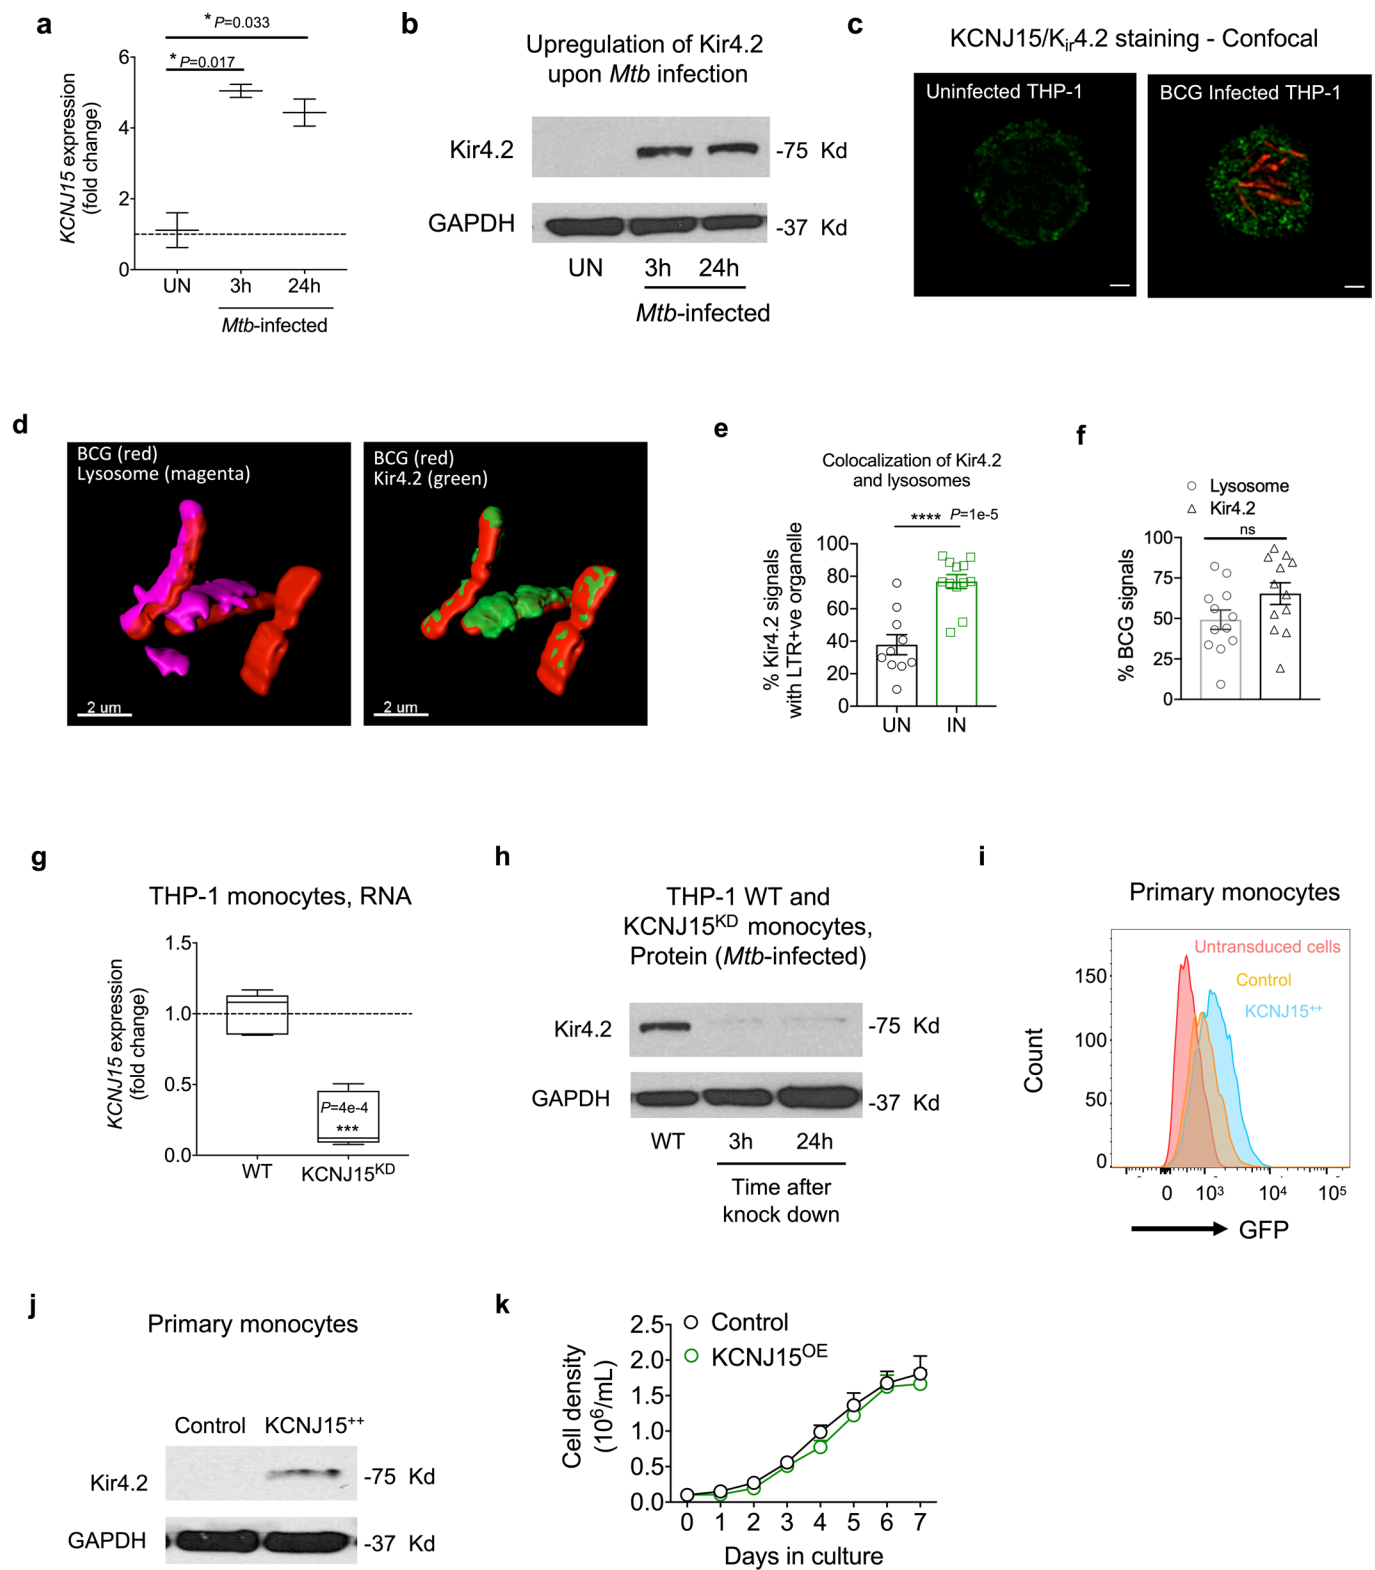 a
* P=0.033
* P=0.017
KCNJ15 expression
(fold change)
6
4
2
0
UN
3h
24h
Mtb-infected
b
Upregulation of Kir4.2
upon Mtb infection
Kir4.2
-75 Kd
GAPDH
-37 Kd
UN
3h
24h
Mtb-infected
c
KCNJ15/Kir4.2 staining - Confocal
Uninfected THP-1
BCG Infected THP-1
d
BCG (red)
Lysosome (magenta)
2 um
BCG (red)
Kir4.2 (green)
2 um
e
Colocalization of Kir4.2
and lysosomes
**** P=1e-5
% Kir4.2 signals
with LTR+ve organelle
100
80
60
40
20
0
UN
IN
f
Lysosome
Kir4.2
ns
% BCG signals
100
75
50
25
0
g
THP-1 monocytes, RNA
KCNJ15 expression
(fold change)
1.5
1.0
0.5
0.0
P=4e-4
***
WT
KCNJ15KD
h
THP-1 WT and
KCNJ15KD monocytes,
Protein (Mtb-infected)
Kir4.2
-75 Kd
GAPDH
-37 Kd
WT
3h
24h
Time after
knock down
i
Primary monocytes
Untransduced cells
Control
KCNJ15++
Count
150
100
50
0
0
10³
10⁴
10⁵
GFP
j
Primary monocytes
Control
KCNJ15++
Kir4.2
-75 Kd
GAPDH
-37 Kd
k
Control
KCNJ15OE
Cell density
(10⁶/mL)
2.5
2.0
1.5
1.0
0.5
0.0
0 1 2 3 4 5 6 7
Days in culture